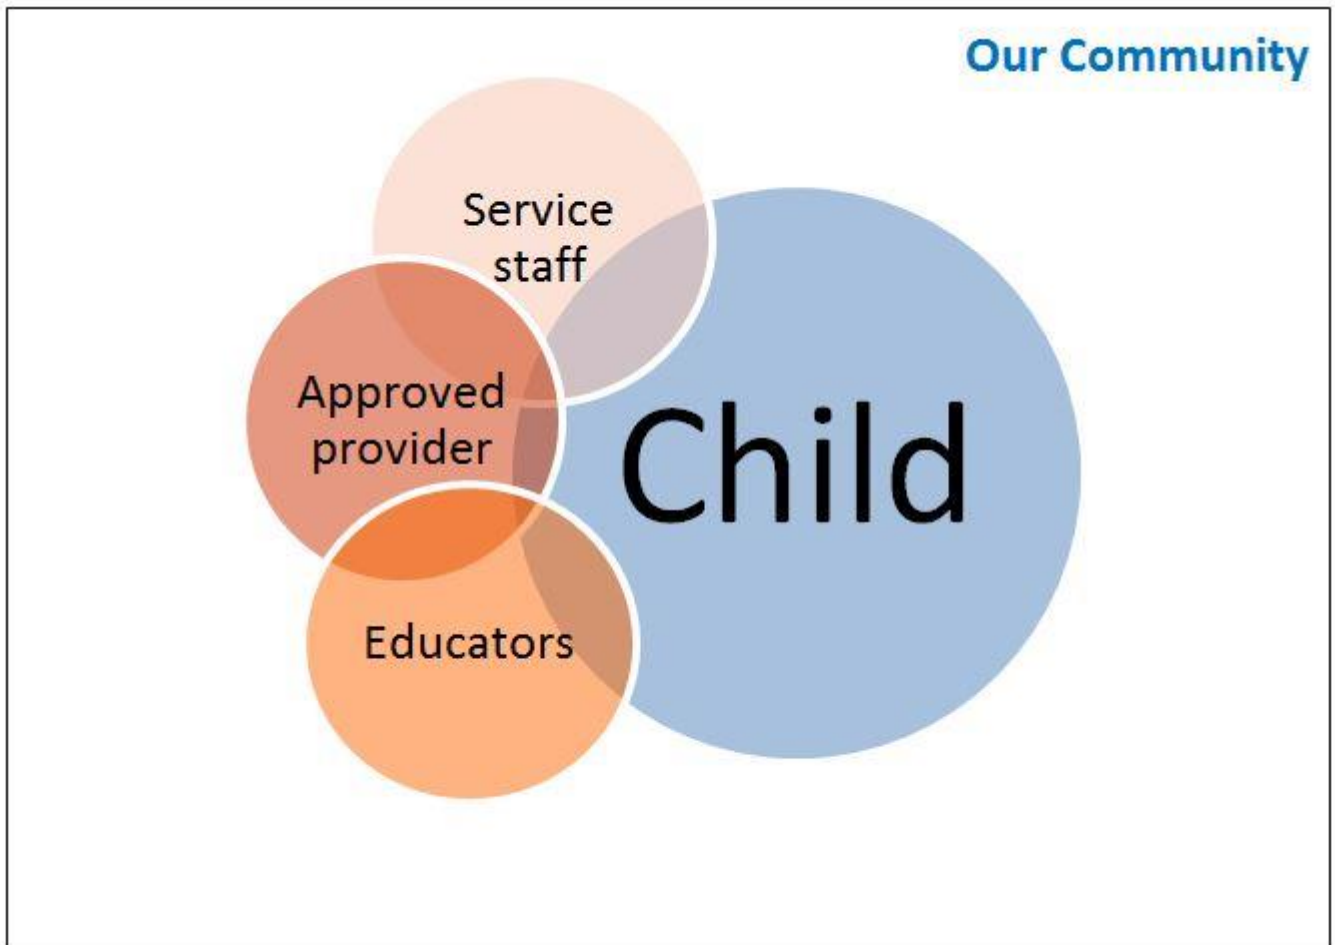 Our Community
Service
staff
Approved
provider
Child
Educators